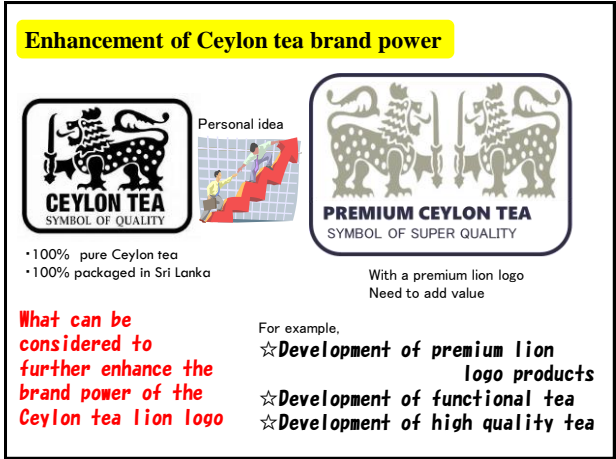 Enhancement of Ceylon tea brand power
CEYLON TEA
SYMBOL OF QUALITY
Personal idea
PREMIUM CEYLON TEA
SYMBOL OF SUPER QUALITY
・100% pure Ceylon tea
・100% packaged in Sri Lanka
With a premium lion logo
Need to add value
What can be
considered to
further enhance the
brand power of the
Ceylon tea lion logo
For example,
☆Development of premium lion
logo products
☆Development of functional tea
☆Development of high quality tea